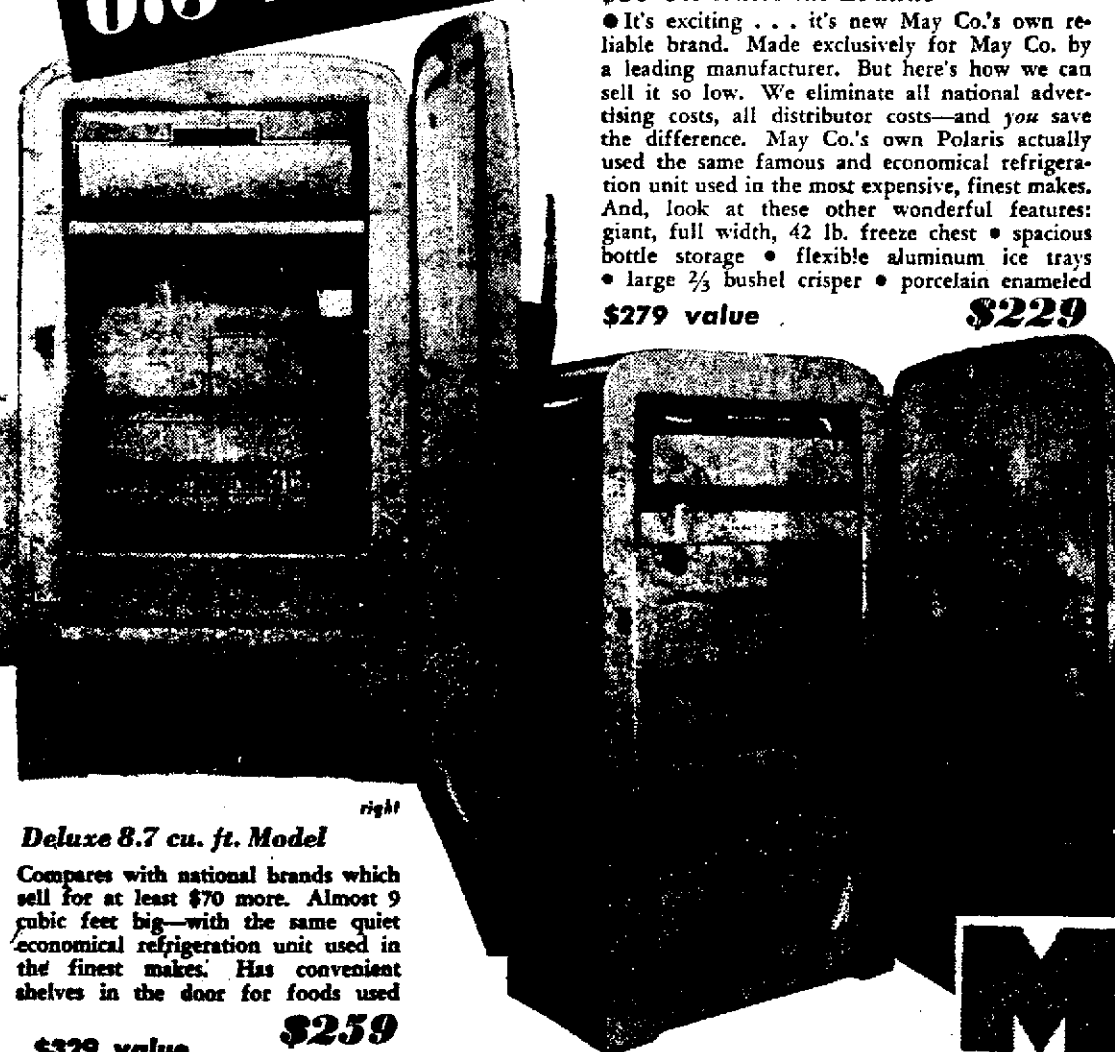 ● It's exciting . . . it's new May Co.'s own re-
liable brand. Made exclusively for May Co. by
a leading manufacturer. But here's how we can
sell it so low. We eliminate all national adver-
tising costs, all distributor costs—and you save
the difference. May Co.'s own Polaris actually
used the same famous and economical refrigera-
tion unit used in the most expensive, finest makes.
And, look at these other wonderful features:
giant, full width, 42 lb. freeze chest ● spacious
bottle storage ● flexible aluminum ice trays
● large ⅔ bushel crisper ● porcelain enameled
$279 value $229
right
Deluxe 8.7 cu. ft. Model
Compares with national brands which
sell for at least $70 more. Almost 9
cubic feet big—with the same quiet
economical refrigeration unit used in
the finest makes. Has convenient
shelves in the door for foods used
$259
$329 value
M